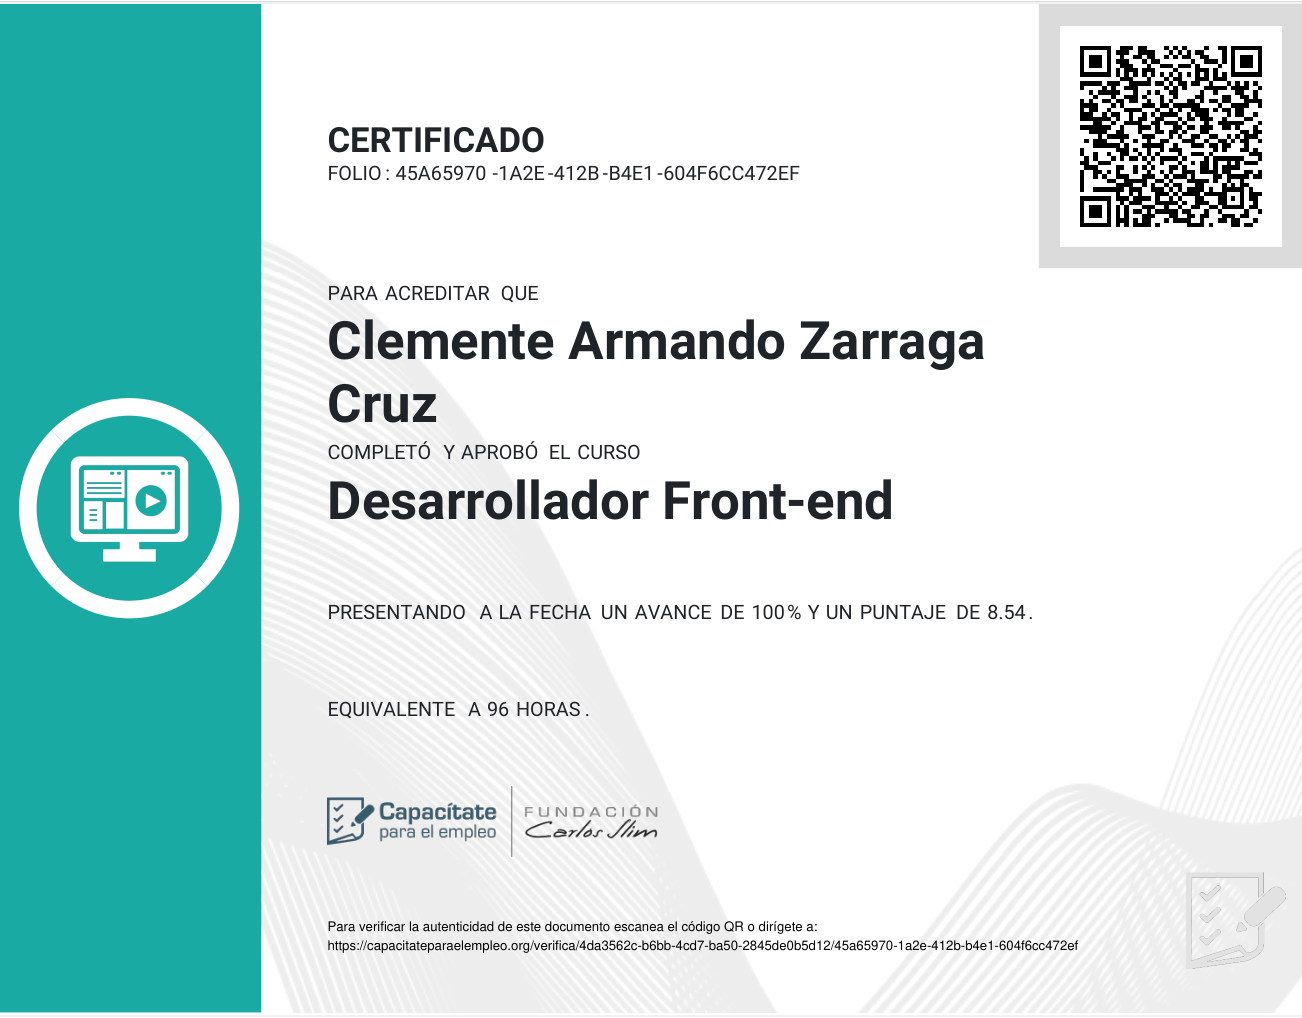 CERTIFICADO
FOLIO : 45A65970 -1A2E -412B -B4E1 -604F6CC472EF
PARA ACREDITAR QUE
Clemente Armando Zarraga
Cruz
COMPLETÓ Y APROBÓ EL CURSO
Desarrollador Front-end
PRESENTANDO A LA FECHA UN AVANCE DE 100% Y UN PUNTAJE DE 8.54 .
EQUIVALENTE A 96 HORAS .
Capacítate
para el empleo
FUNDACIÓN
Carlos Slim
Para verificar la autenticidad de este documento escanea el código QR o dirígete a:
https://capacitateparaelempleo.org/verifica/4da3562c-b6bb-4cd7-ba50-2845de0b5d12/45a65970-1a2e-412b-b4e1-604f6cc472ef